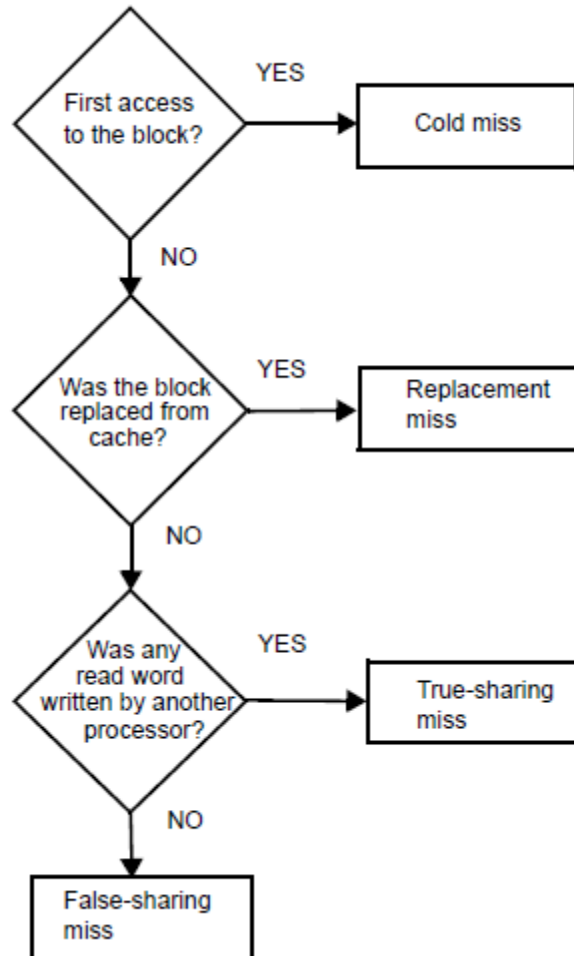 First access
to the block?
YES
Cold miss
NO
Was the block
replaced from
cache?
YES
Replacement
miss
NO
Was any
read word
written by another
processor?
YES
True-sharing
miss
NO
False-sharing
miss